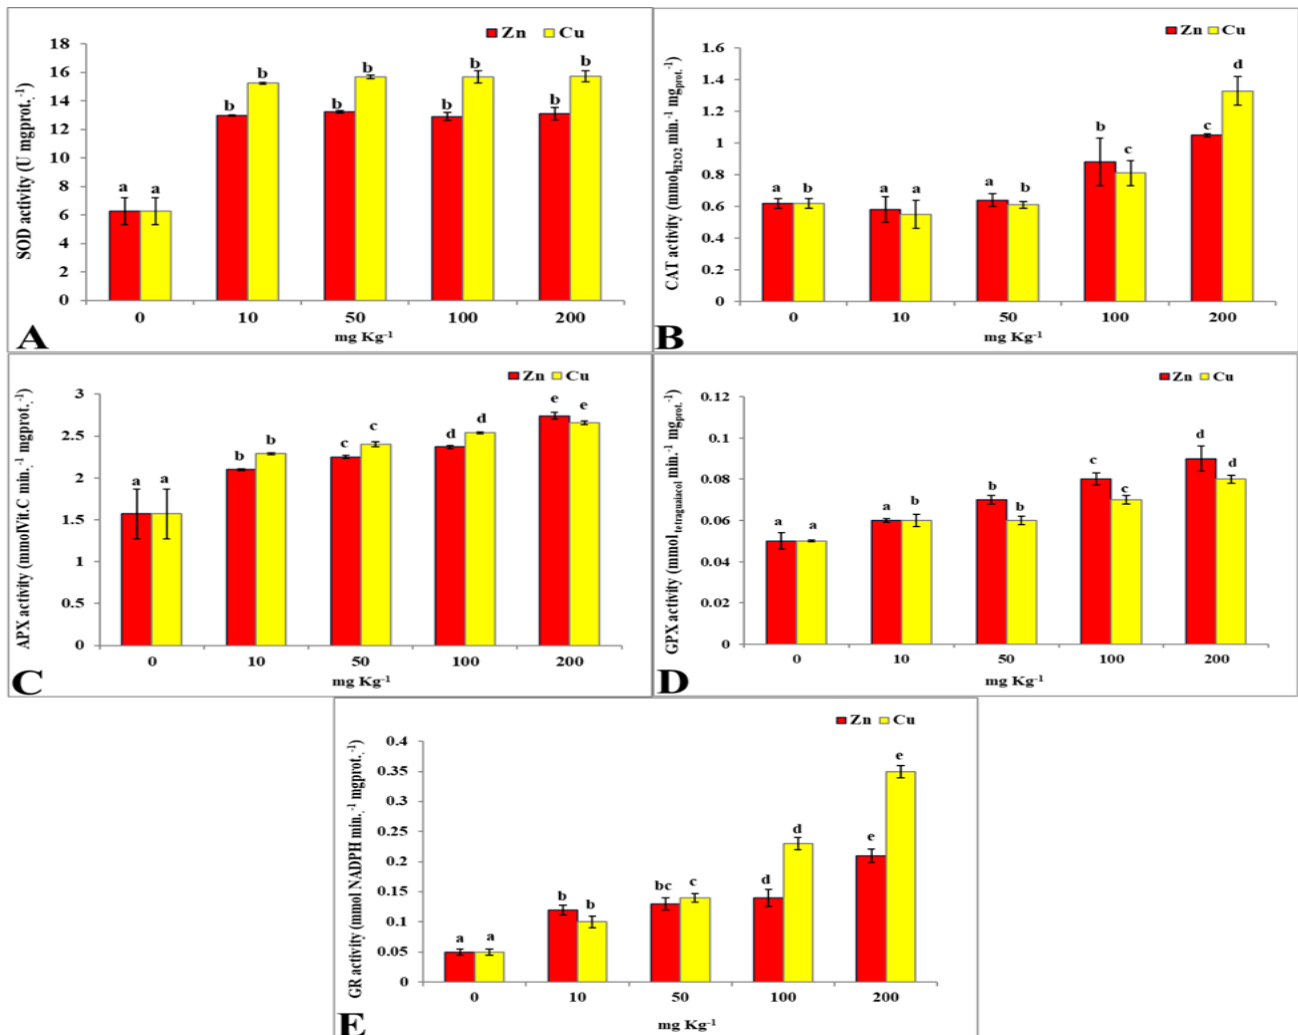 Zn Cu
SOD activity (U mgprot.-1)
18
16
14
12
10
8
6
4
2
0
a a b b b b b b b b
0 10 50 100 200
mg Kg-1
A
Zn Cu
CAT activity (mmolH2O2 min.-1 mgprot.-1)
1.6
1.4
1.2
1
0.8
0.6
0.4
0.2
0
a b a a a b b c c d
0 10 50 100 200
mg Kg-1
B
Zn Cu
APX activity (mmolVit.C min.-1 mgprot.-1)
3
2.5
2
1.5
1
0.5
0
a a b b c c d d e e
0 10 50 100 200
mg Kg-1
C
Zn Cu
GPX activity (mmoltetraguaiacol min.-1 mgprot.-1)
0.12
0.1
0.08
0.06
0.04
0.02
0
a a a b b b c c d d
0 10 50 100 200
mg Kg-1
D
Zn Cu
GR activity (mmol NADPH min.-1 mgprot.-1)
0.4
0.35
0.3
0.25
0.2
0.15
0.1
0.05
0
a a b b bc c d d e e
0 10 50 100 200
mg Kg-1
E